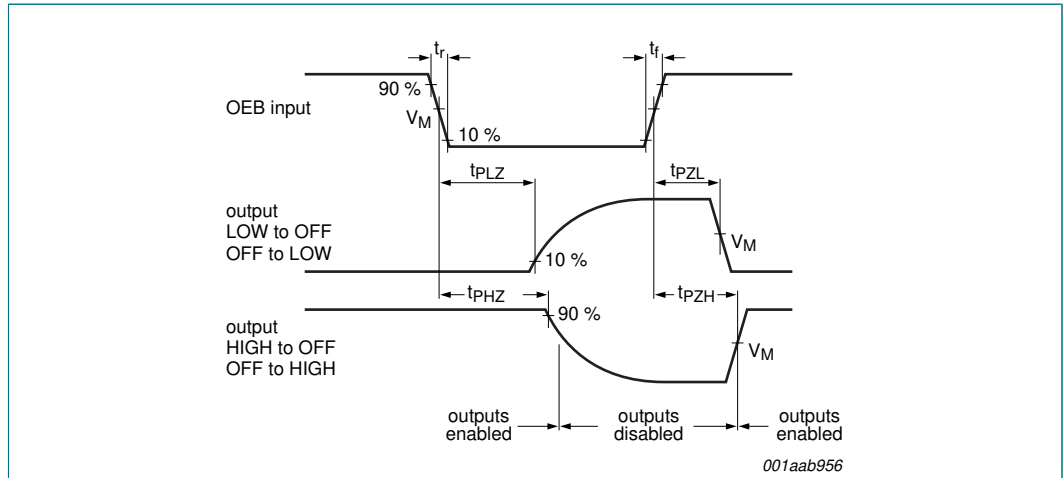 tr
tf
90 %
OEB input
VM
10 %
tPLZ
tPZL
output
LOW to OFF
OFF to LOW
VM
10 %
tPHZ
tPZH
90 %
output
HIGH to OFF
OFF to HIGH
VM
outputs
enabled
outputs
disabled
outputs
enabled
001aab956